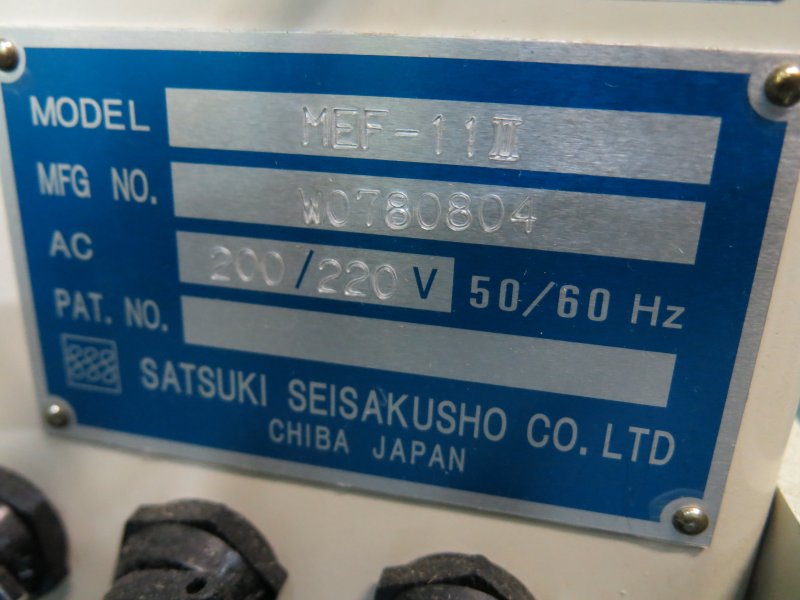 MODEL MEF-11Ⅲ
MFG NO. W0780804
AC 200/220 V 50/60 Hz
PAT. NO.
SATSUKI SEISAKUSHO CO. LTD
CHIBA JAPAN